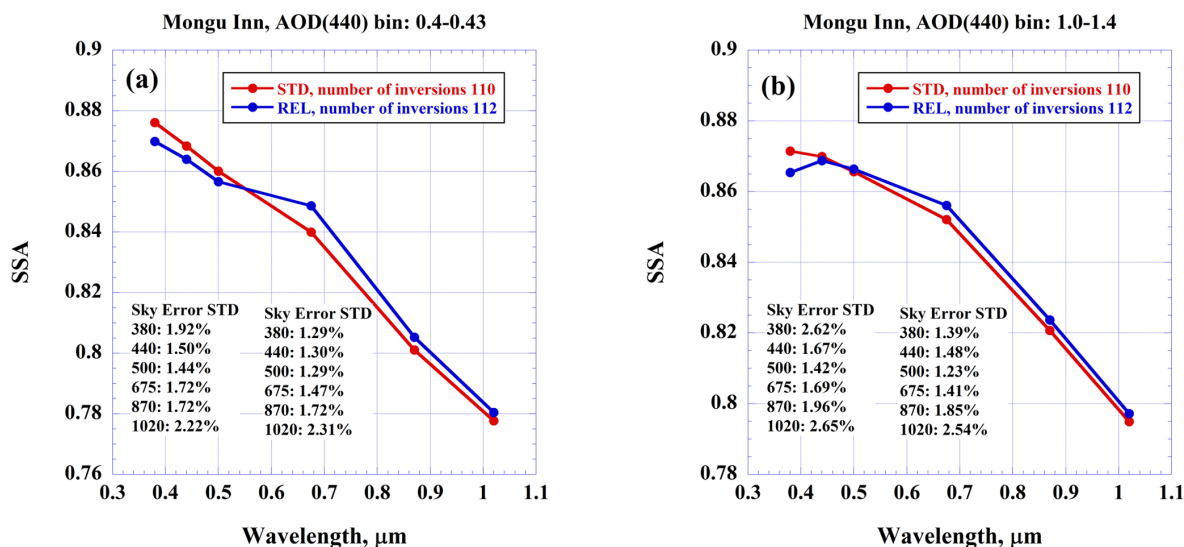 Mongu Inn, AOD(440) bin: 0.4-0.43
(a)
STD, number of inversions 110
REL, number of inversions 112
0.9
0.88
0.86
0.84
0.82
0.8
0.78
0.76
SSA
Sky Error STD
380: 1.92%
440: 1.50%
500: 1.44%
675: 1.72%
870: 1.72%
1020: 2.22%
Sky Error STD
380: 1.29%
440: 1.30%
500: 1.29%
675: 1.47%
870: 1.72%
1020: 2.31%
0.3 0.4 0.5 0.6 0.7 0.8 0.9 1 1.1
Wavelength, μm
Mongu Inn, AOD(440) bin: 1.0-1.4
(b)
STD, number of inversions 110
REL, number of inversions 112
0.9
0.88
0.86
0.84
0.82
0.8
0.78
SSA
Sky Error STD
380: 2.62%
440: 1.67%
500: 1.42%
675: 1.69%
870: 1.96%
1020: 2.65%
Sky Error STD
380: 1.39%
440: 1.48%
500: 1.23%
675: 1.41%
870: 1.85%
1020: 2.54%
0.3 0.4 0.5 0.6 0.7 0.8 0.9 1 1.1
Wavelength, μm